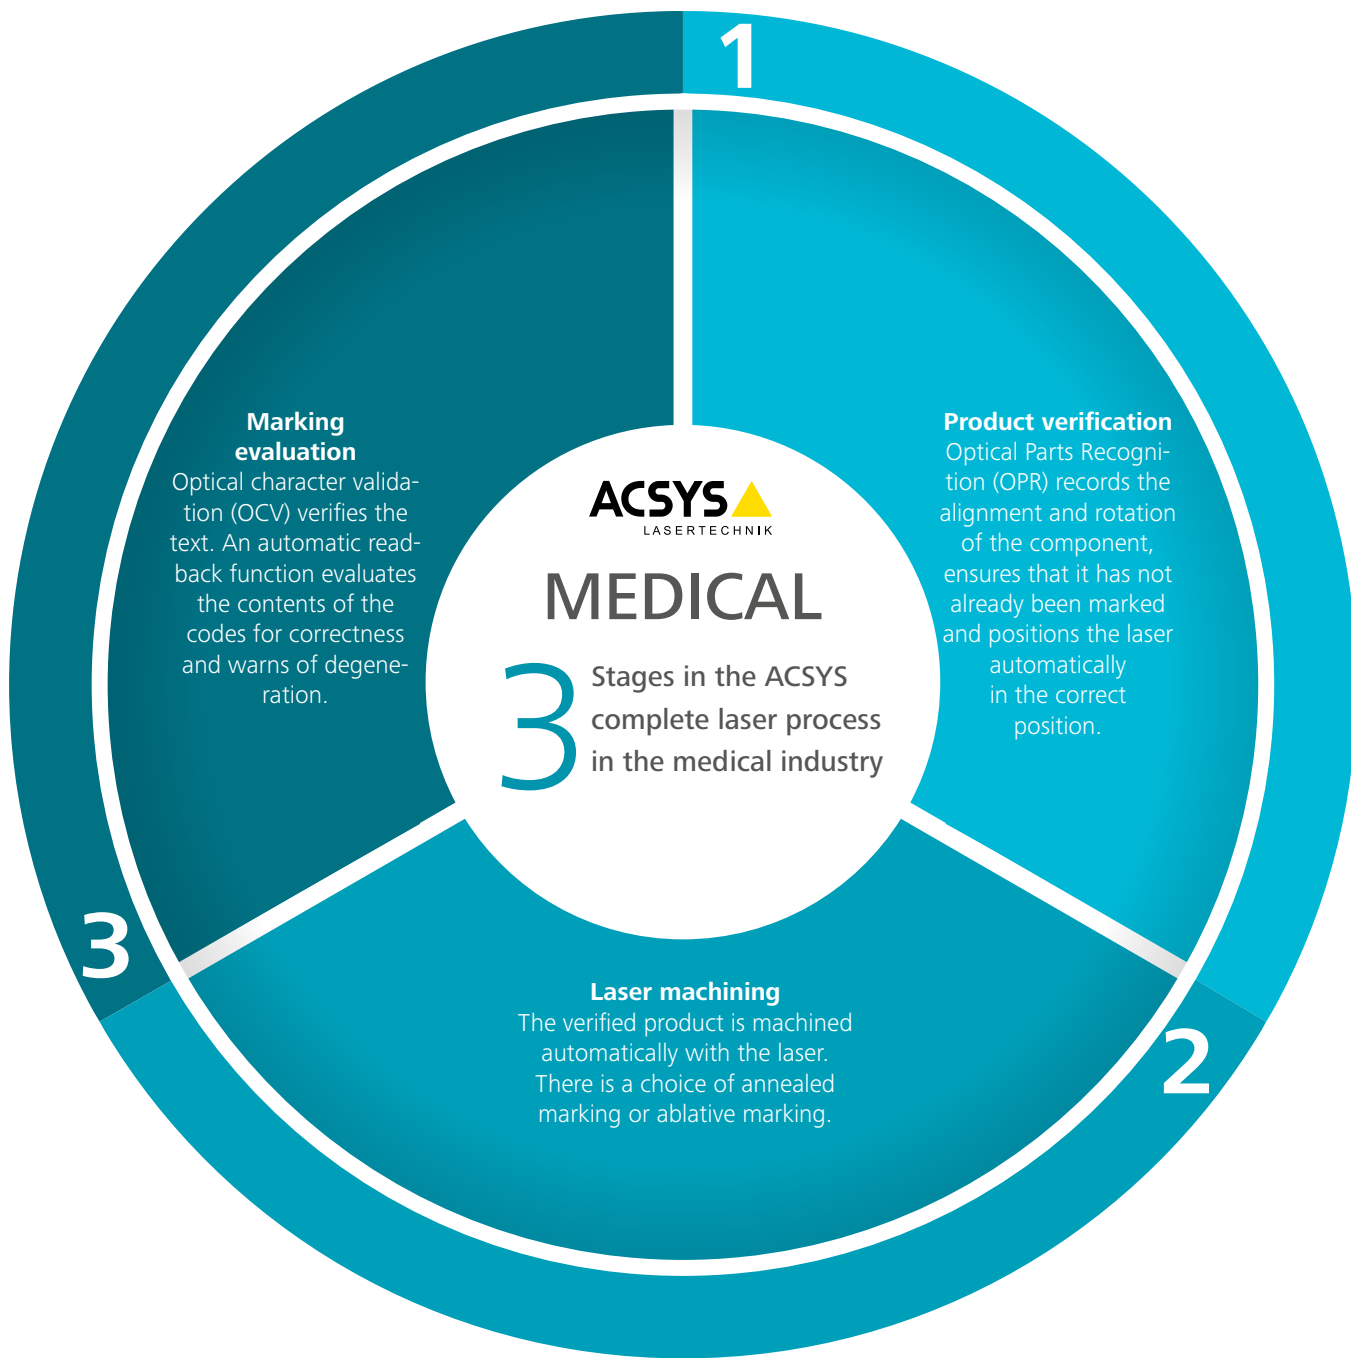 ACSYS
LASERTECHNIK
MEDICAL
3
Stages in the ACSYS
complete laser process
in the medical industry
1
Product verification
Optical Parts Recogni-
tion (OPR) records the
alignment and rotation
of the component,
ensures that it has not
already been marked
and positions the laser
automatically
in the correct
position.
2
Laser machining
The verified product is machined
automatically with the laser.
There is a choice of annealed
marking or ablative marking.
3
Marking
evaluation
Optical character valida-
tion (OCV) verifies the
text. An automatic read-
back function evaluates
the contents of the
codes for correctness
and warns of degene-
ration.